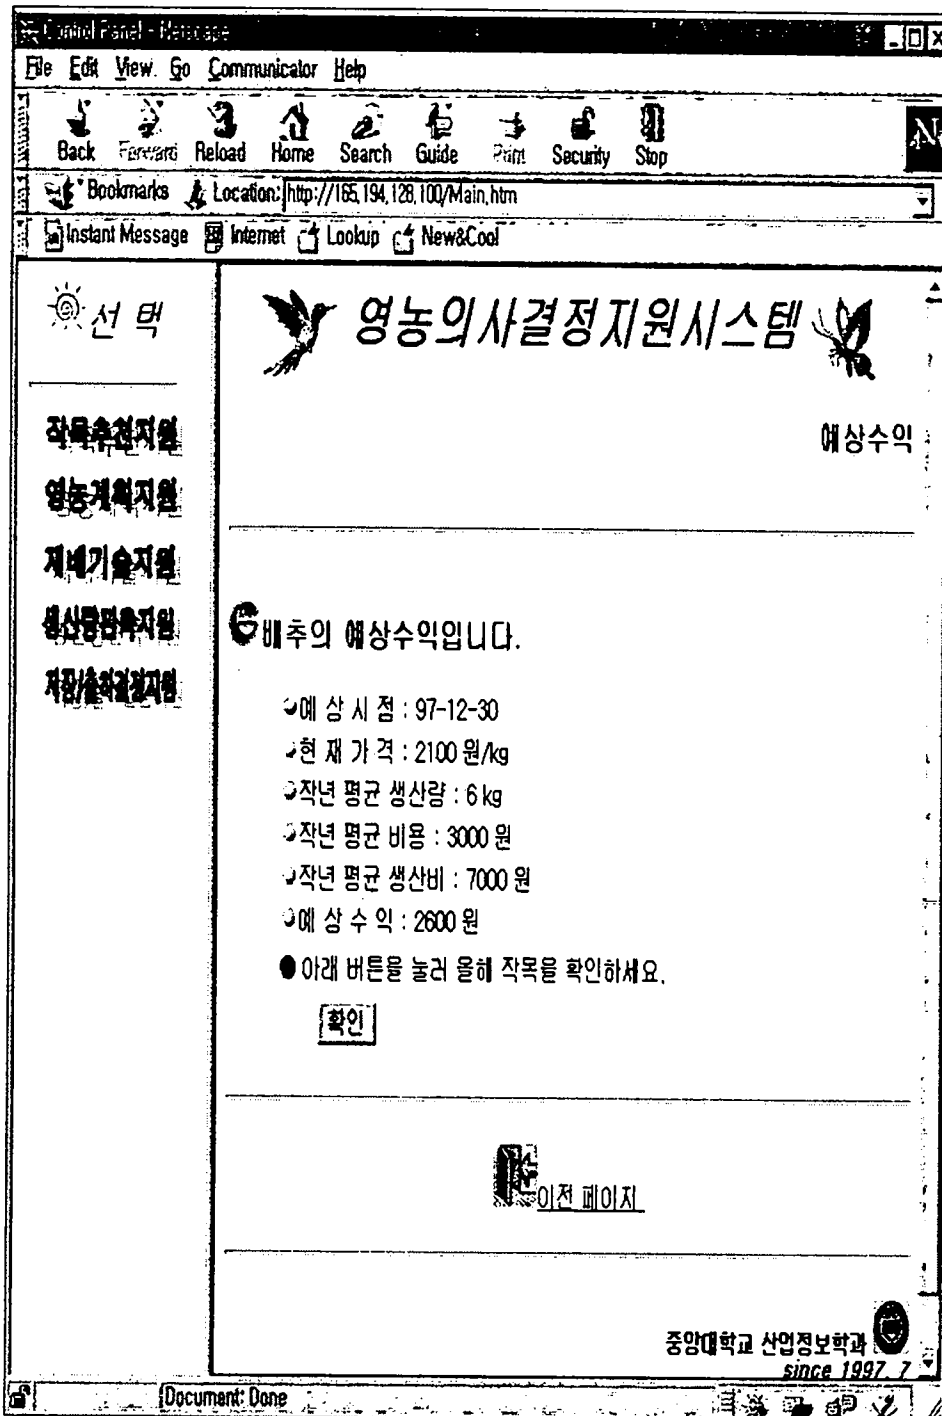 Control Panel - Netscape
File Edit View Go Communicator Help
Back Forward Reload Home Search Guide Print Security Stop
Bookmarks Location: http://165.194.128.100/Main.htm
Instant Message Internet Lookup New&Cool
선택
작목추천지원
영농계획지원
재배기술지원
생산량판촉지원
저장/출하결정지원
영농의사결정지원시스템
예상수익
배추의 예상수익입니다.
예 상 시 점 : 97-12-30
현 재 가 격 : 2100 원/kg
작년 평균 생산량 : 6 kg
작년 평균 비용 : 3000 원
작년 평균 생산비 : 7000 원
예 상 수 익 : 2600 원
아래 버튼을 눌러 올해 작목을 확인하세요.
확인
이전 페이지
중앙대학교 산업정보학과
since 1997. 7
Document: Done